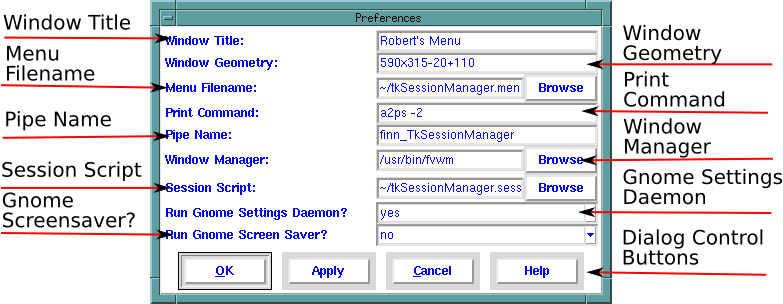 Preferences
Window Title
Window Title:
Robert's Menu
Window Geometry:
590x315-20+110
Window
Geometry
Menu
Filename
Menu Filename:
~/tkSessionManager.men
Browse
Print Command:
a2ps -2
Print
Command
Pipe Name
Pipe Name:
finn_TkSessionManager
Window Manager:
/usr/bin/fvwm
Browse
Window
Manager
Session Script
Session Script:
~/tkSessionManager.sess
Browse
Run Gnome Settings Daemon?
yes
Gnome Settings
Daemon
Gnome
Screensaver?
Run Gnome Screen Saver?
no
OK
Apply
Cancel
Help
Dialog Control
Buttons